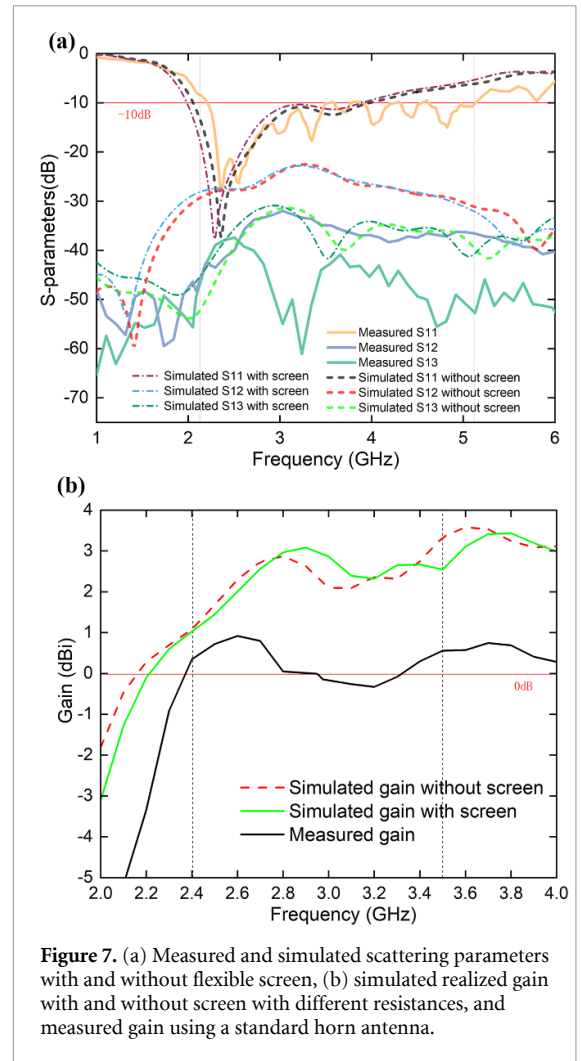 (a)
0
-10
-20
-30
-40
-50
-60
-70
S-parameters(dB)
-10dB
Measured S11
Measured S12
Measured S13
Simulated S11 with screen
Simulated S12 with screen
Simulated S13 with screen
Simulated S11 without screen
Simulated S12 without screen
Simulated S13 without screen
1 2 3 4 5 6
Frequency (GHz)
(b)
4
3
2
1
0
-1
-2
-3
-4
-5
Gain (dBi)
0dB
Simulated gain without screen
Simulated gain with screen
Measured gain
2.0 2.2 2.4 2.6 2.8 3.0 3.2 3.4 3.6 3.8 4.0
Frequency (GHz)
Figure 7. (a) Measured and simulated scattering parameters
with and without flexible screen, (b) simulated realized gain
with and without screen with different resistances, and
measured gain using a standard horn antenna.